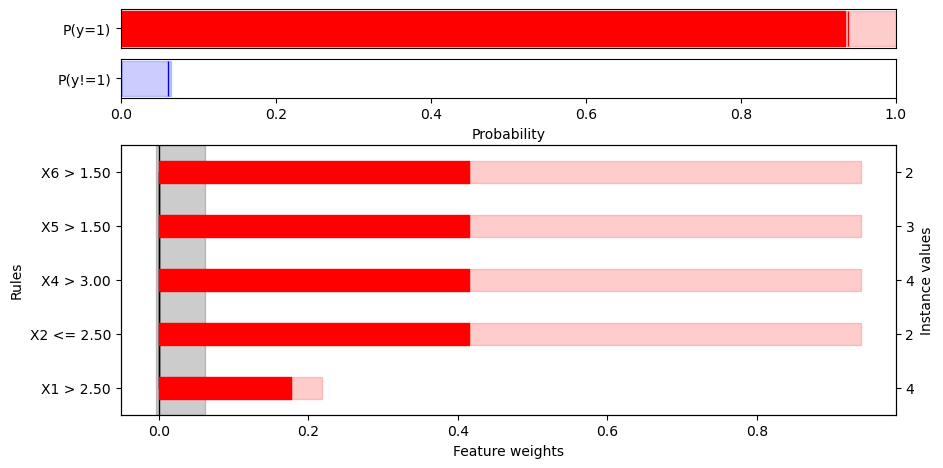 P(y=1)
P(y!=1)
0.0 0.2 0.4 0.6 0.8 1.0
Probability
X6 > 1.50 2
X5 > 1.50 3
X4 > 3.00 4
X2 <= 2.50 2
X1 > 2.50 4
Rules
Instance values
0.0 0.2 0.4 0.6 0.8
Feature weights